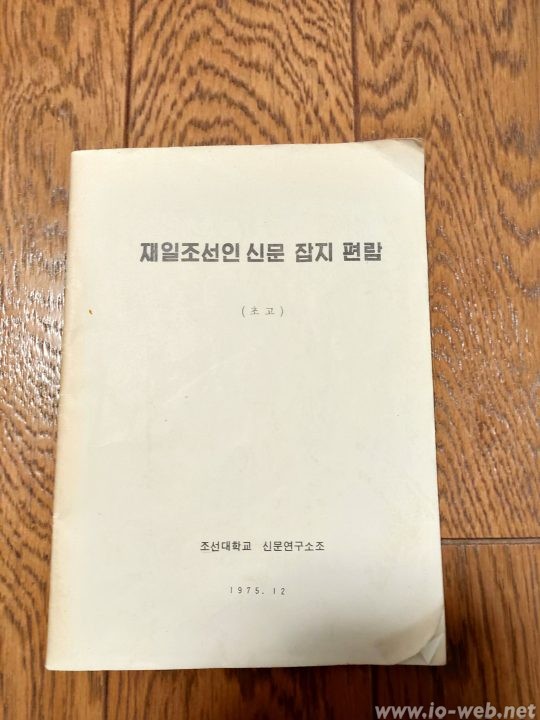 재일조선인 신문 잡지 편람
(초고)
조선대학교 신문연구소조
1975. 12
www.io-web.net